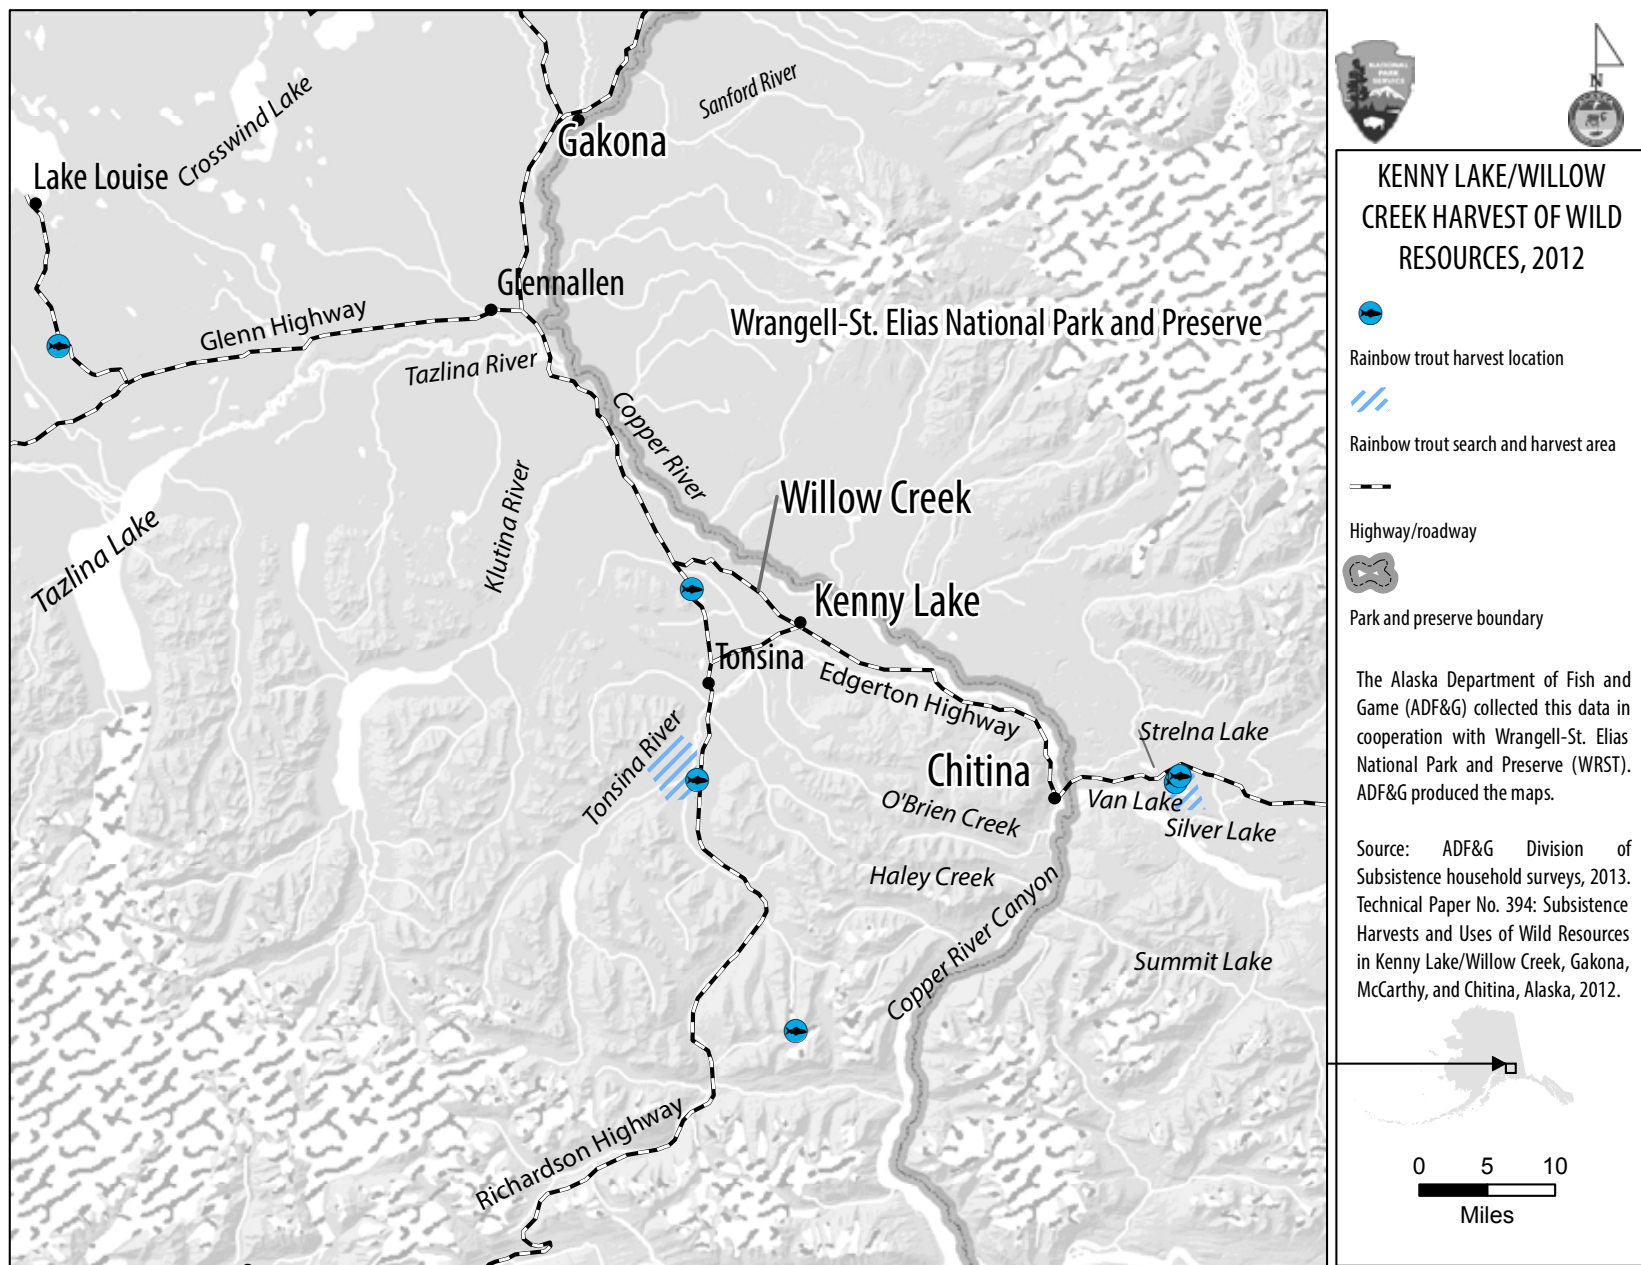 Sanford River
Crosswind Lake
Gakona
Lake Louise
Glennallen
Glenn Highway
Wrangell-St. Elias National Park and Preserve
Tazlina River
Copper River
Klutina River
Willow Creek
Tazlina Lake
Kenny Lake
Tonsina
Edgerton Highway
Tonsina River
Strelna Lake
Chitina
Van Lake
O'Brien Creek
Silver Lake
Haley Creek
Copper River Canyon
Summit Lake
Richardson Highway
NATIONAL
PARK
SERVICE
N
KENNY LAKE/WILLOW
CREEK HARVEST OF WILD
RESOURCES, 2012
Rainbow trout harvest location
Rainbow trout search and harvest area
Highway/roadway
Park and preserve boundary
The Alaska Department of Fish and
Game (ADF&G) collected this data in
cooperation with Wrangell-St. Elias
National Park and Preserve (WRST).
ADF&G produced the maps.
Source: ADF&G Division of
Subsistence household surveys, 2013.
Technical Paper No. 394: Subsistence
Harvests and Uses of Wild Resources
in Kenny Lake/Willow Creek, Gakona,
McCarthy, and Chitina, Alaska, 2012.
0 5 10
Miles